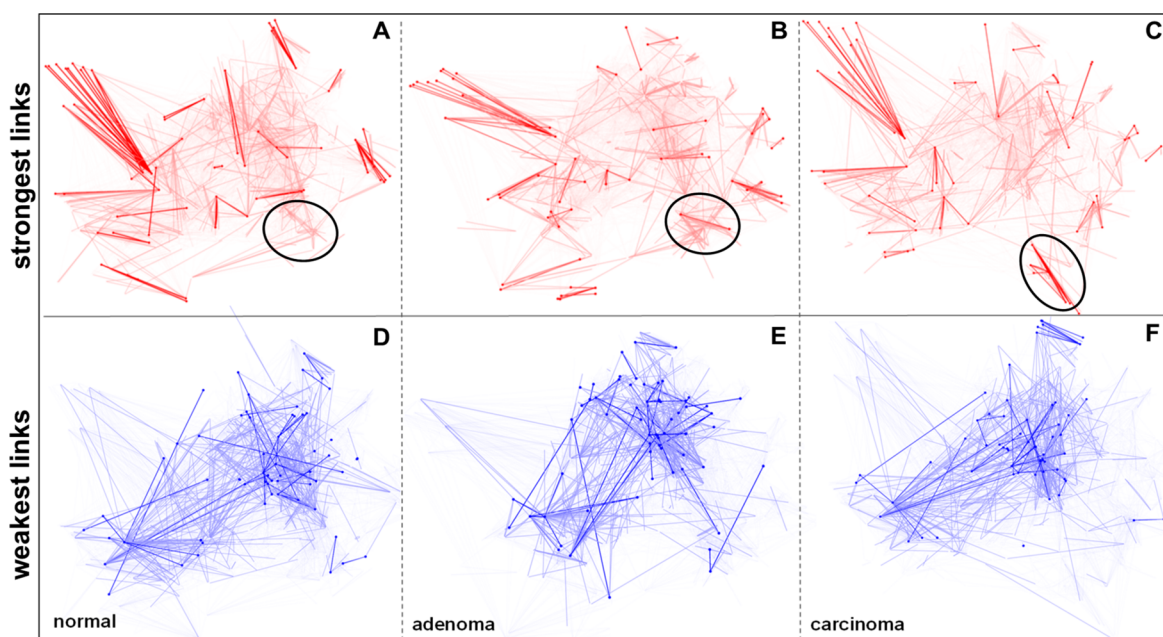 A
B
C
strongest links
D
E
F
weakest links
normal
adenoma
carcinoma